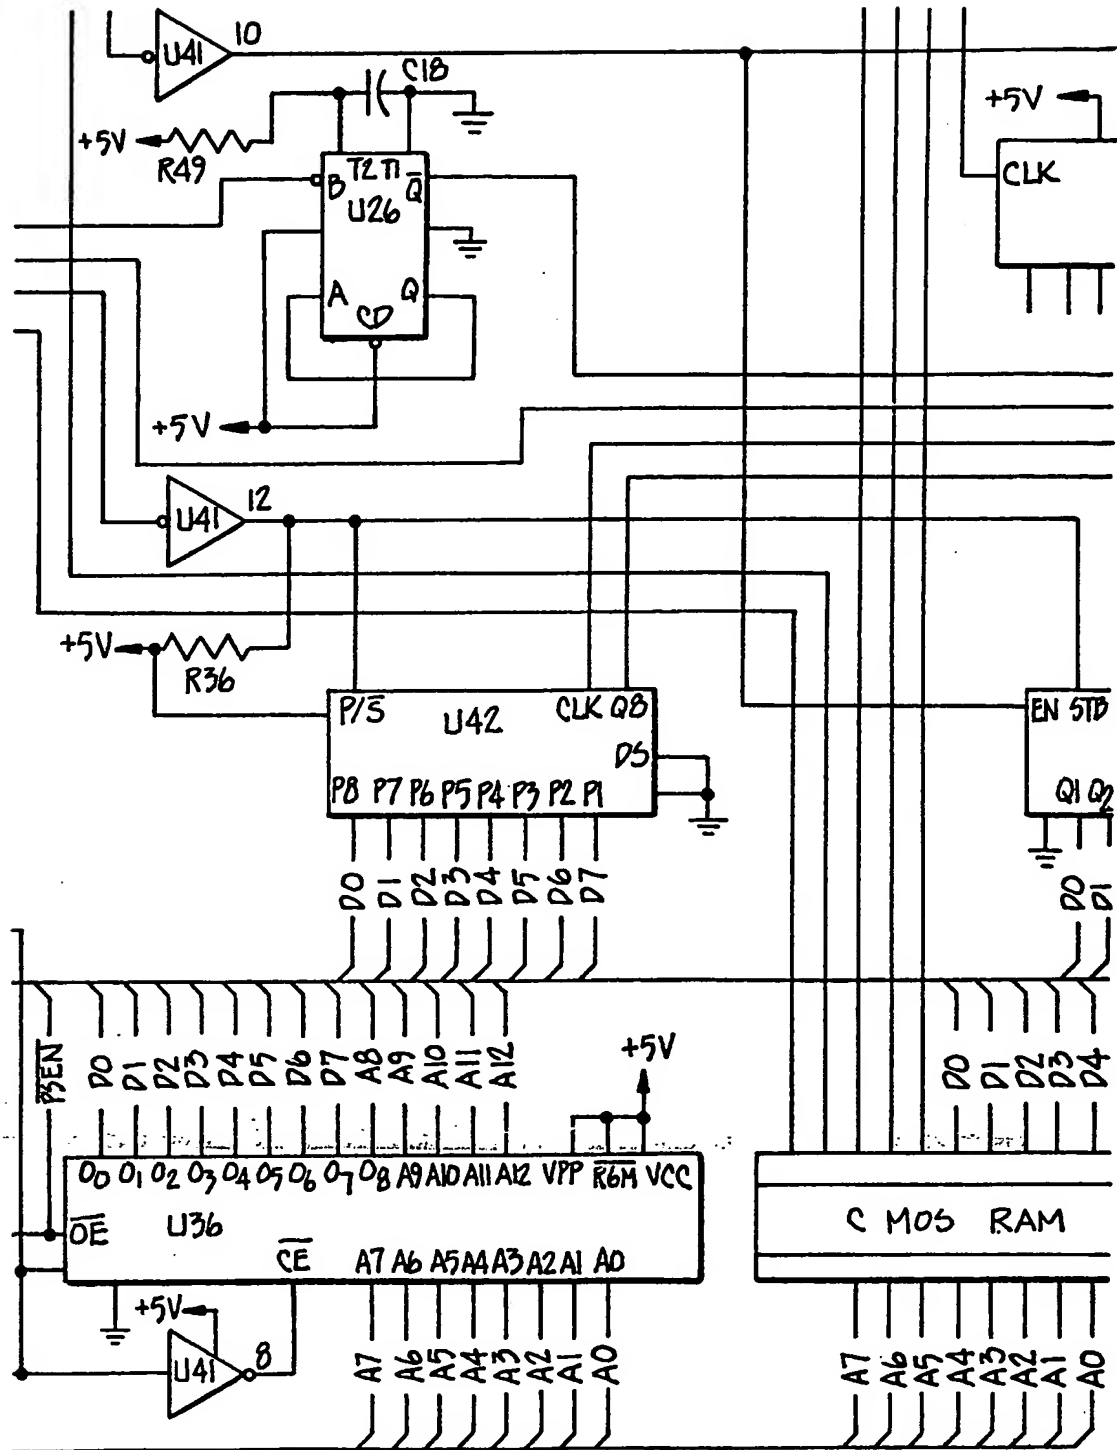 U41 10
C18
+5V
+5V
R49
T2 T1
B Q̅
CLK
U26
A Q
CD
+5V
U41 12
+5V
R36
P/S̅ U42 CLK Q8
EN S̅T̅B̅
DS
P8 P7 P6 P5 P4 P3 P2 P1
Q1 Q2
D0 D1 D2 D3 D4 D5 D6 D7
D0 D1
P̅3̅E̅N̅ D0 D1 D2 D3 D4 D5 D6 D7 A8 A9 A10 A11 A12
+5V
D0 D1 D2 D3 D4
O0 O1 O2 O3 O4 O5 O6 O7 O8 A9 A10 A11 A12 VPP R̅G̅M̅ VCC
O̅E̅ U36
C MOS RAM
C̅E̅ A7 A6 A5 A4 A3 A2 A1 A0
+5V
U41 8
A7 A6 A5 A4 A3 A2 A1 A0
A7 A6 A5 A4 A3 A2 A1 A0